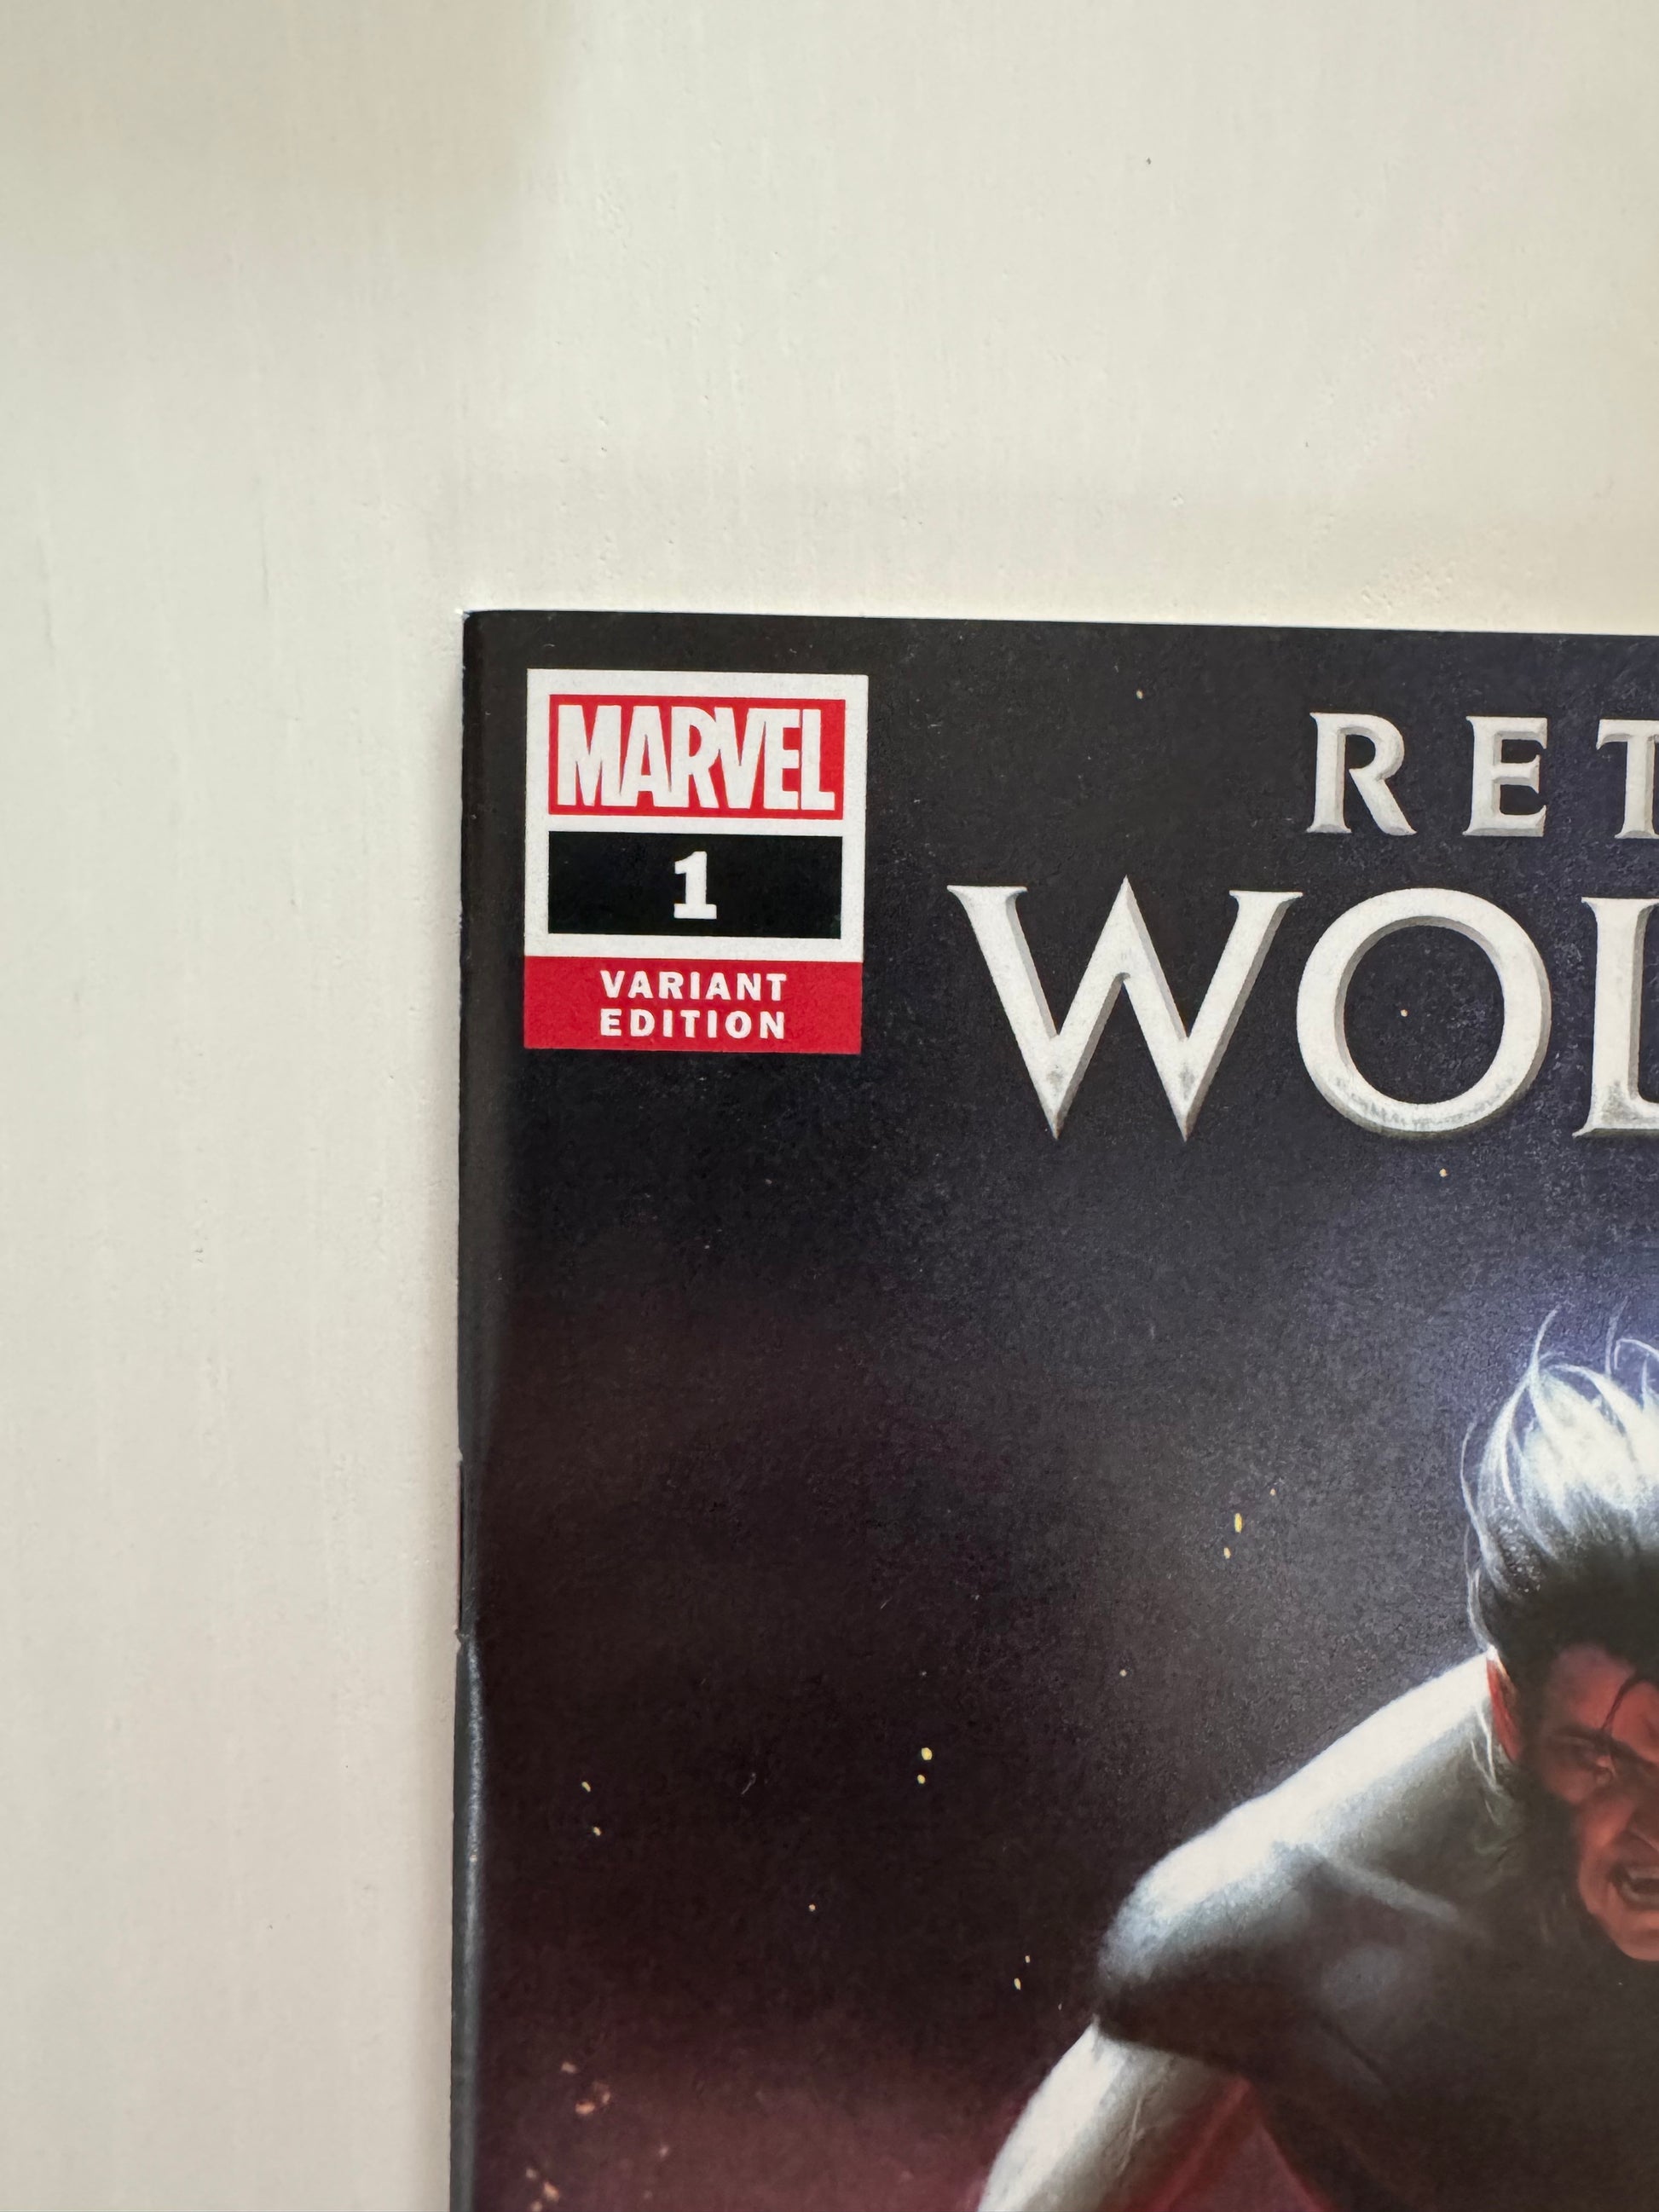 MARVEL
1
VARIANT
EDITION
RET
WOL